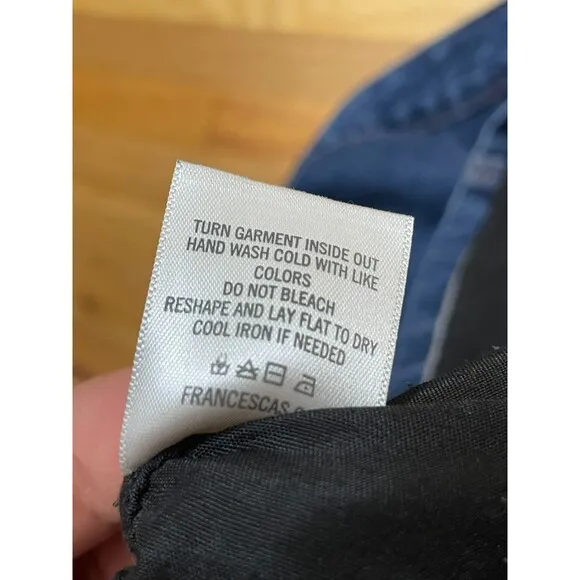 TURN GARMENT INSIDE OUT
HAND WASH COLD WITH LIKE
COLORS
DO NOT BLEACH
RESHAPE AND LAY FLAT TO DRY
COOL IRON IF NEEDED
FRANCESCAS